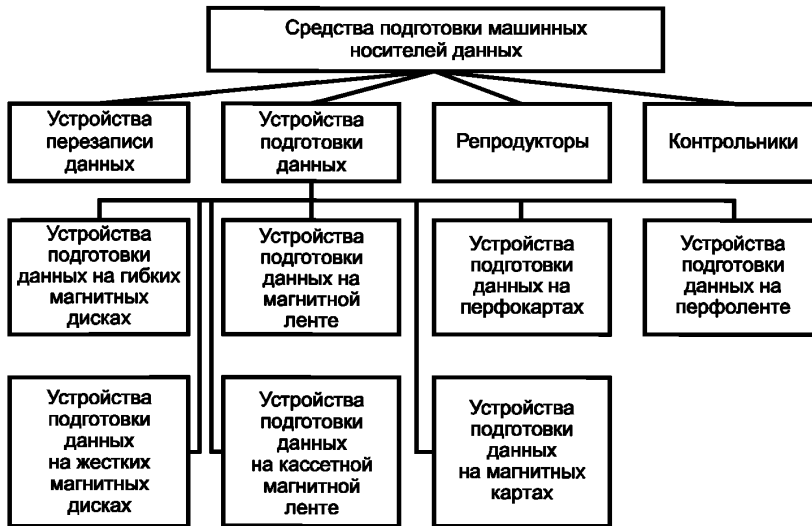 Средства подготовки машинных
носителей данных
Устройства
перезаписи
данных
Устройства
подготовки
данных
Репродукторы
Контрольники
Устройства
подготовки
данных на гибких
магнитных
дисках
Устройства
подготовки
данных на
магнитной
ленте
Устройства
подготовки
данных на
перфокартах
Устройства
подготовки
данных на
перфоленте
Устройства
подготовки
данных
на жестких
магнитных
дисках
Устройства
подготовки
данных
на кассетной
магнитной
ленте
Устройства
подготовки
данных
на магнитных
картах